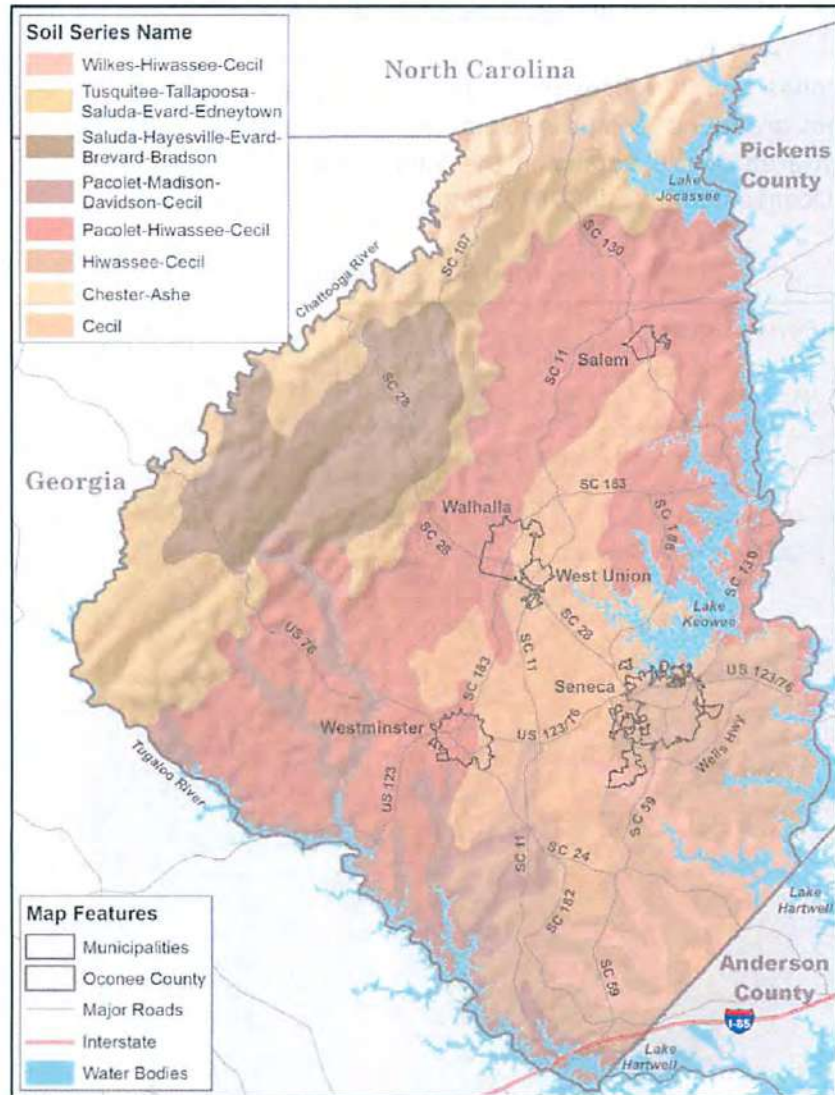 Soil Series Name
Wilkes-Hiwassee-Cecil
Tusquitee-Tallapoosa-
Saluda-Evard-Edneytown
Saluda-Hayesville-Evard-
Brevard-Bradson
Pacolet-Madison-
Davidson-Cecil
Pacolet-Hiwassee-Cecil
Hiwassee-Cecil
Chester-Ashe
Cecil
North Carolina
Pickens
County
Lake
Jocassee
SC 107
SC 130
Chattooga River
SC 11
Salem
SC 28
Georgia
Walhalla
SC 183
SC 188
SC 130
SC 28
West Union
Lake
Keowee
US 76
SC 11
SC 28
SC 183
Seneca
US 123/76
Westminster
US 123/76
Wells Hwy
Tugaloo River
US 123
SC 59
SC 11
SC 24
SC 182
Lake
Hartwell
SC 59
Anderson
County
I-85
Lake
Hartwell
Map Features
Municipalities
Oconee County
Major Roads
Interstate
Water Bodies